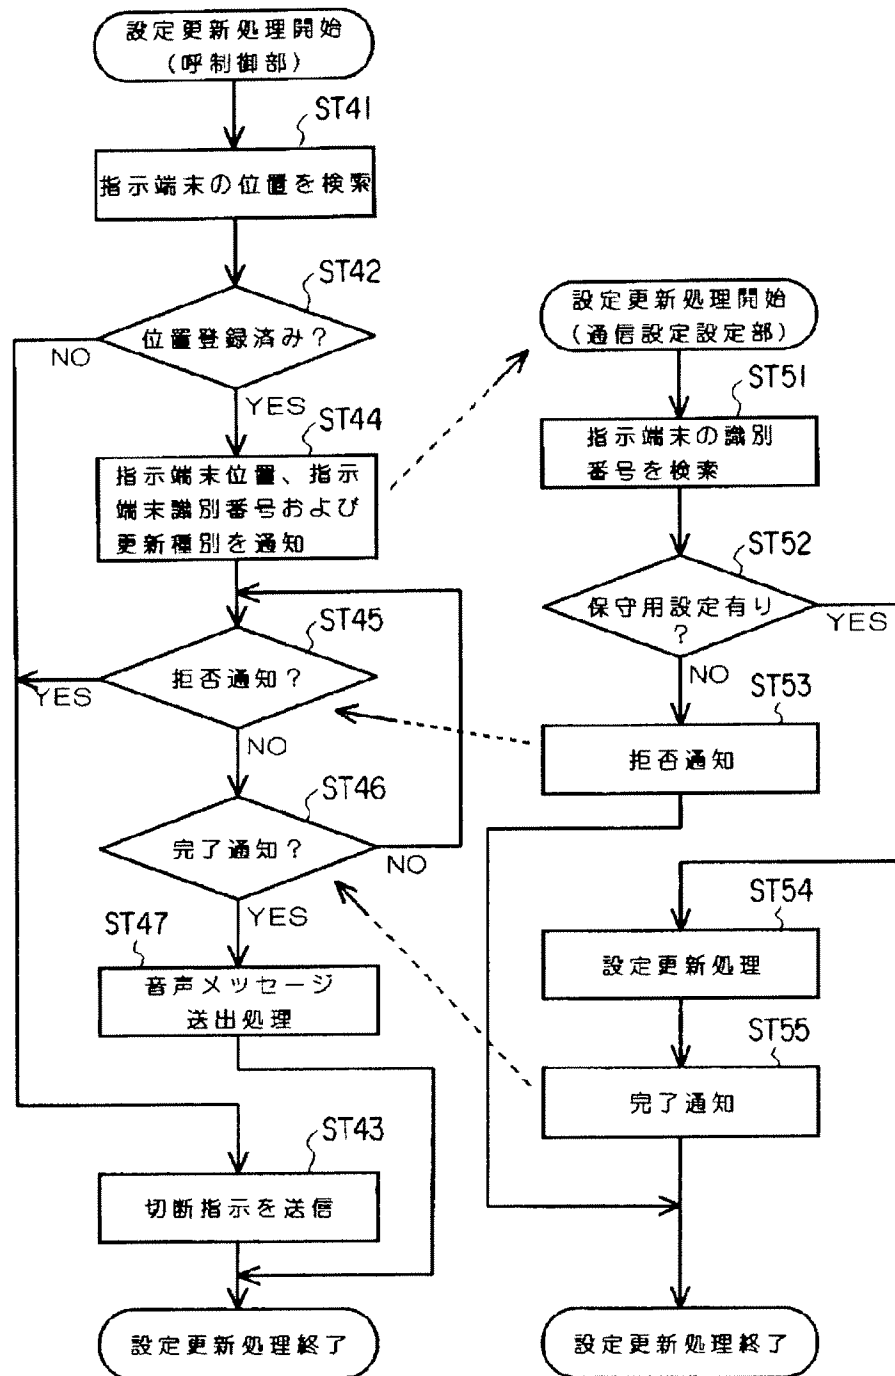 設定更新処理開始
(呼制御部)
ST41
指示端末の位置を検索
ST42
位置登録済み?
NO
YES
ST44
指示端末位置、指示
端末識別番号および
更新種別を通知
ST45
拒否通知?
YES
NO
ST46
完了通知?
NO
YES
ST47
音声メッセージ
送出処理
ST43
切断指示を送信
設定更新処理終了
設定更新処理開始
(通信設定設定部)
ST51
指示端末の識別
番号を検索
ST52
保守用設定有り
?
YES
NO
ST53
拒否通知
ST54
設定更新処理
ST55
完了通知
設定更新処理終了